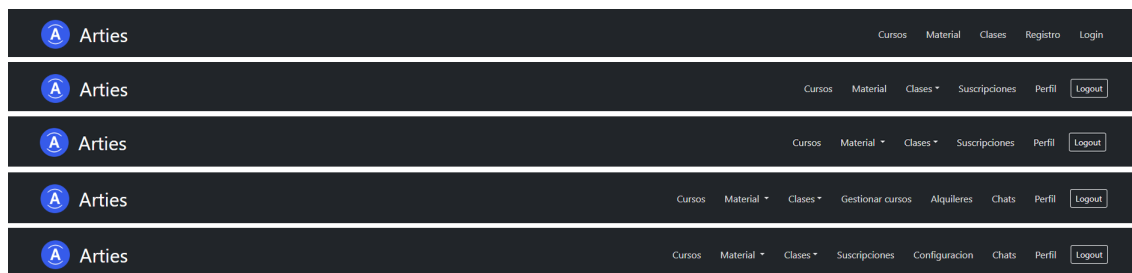 A Arties Cursos Material Clases Registro Login
A Arties Cursos Material Clases Suscripciones Perfil Logout
A Arties Cursos Material Clases Suscripciones Perfil Logout
A Arties Cursos Material Clases Gestionar cursos Alquileres Chats Perfil Logout
A Arties Cursos Material Clases Suscripciones Configuracion Chats Perfil Logout